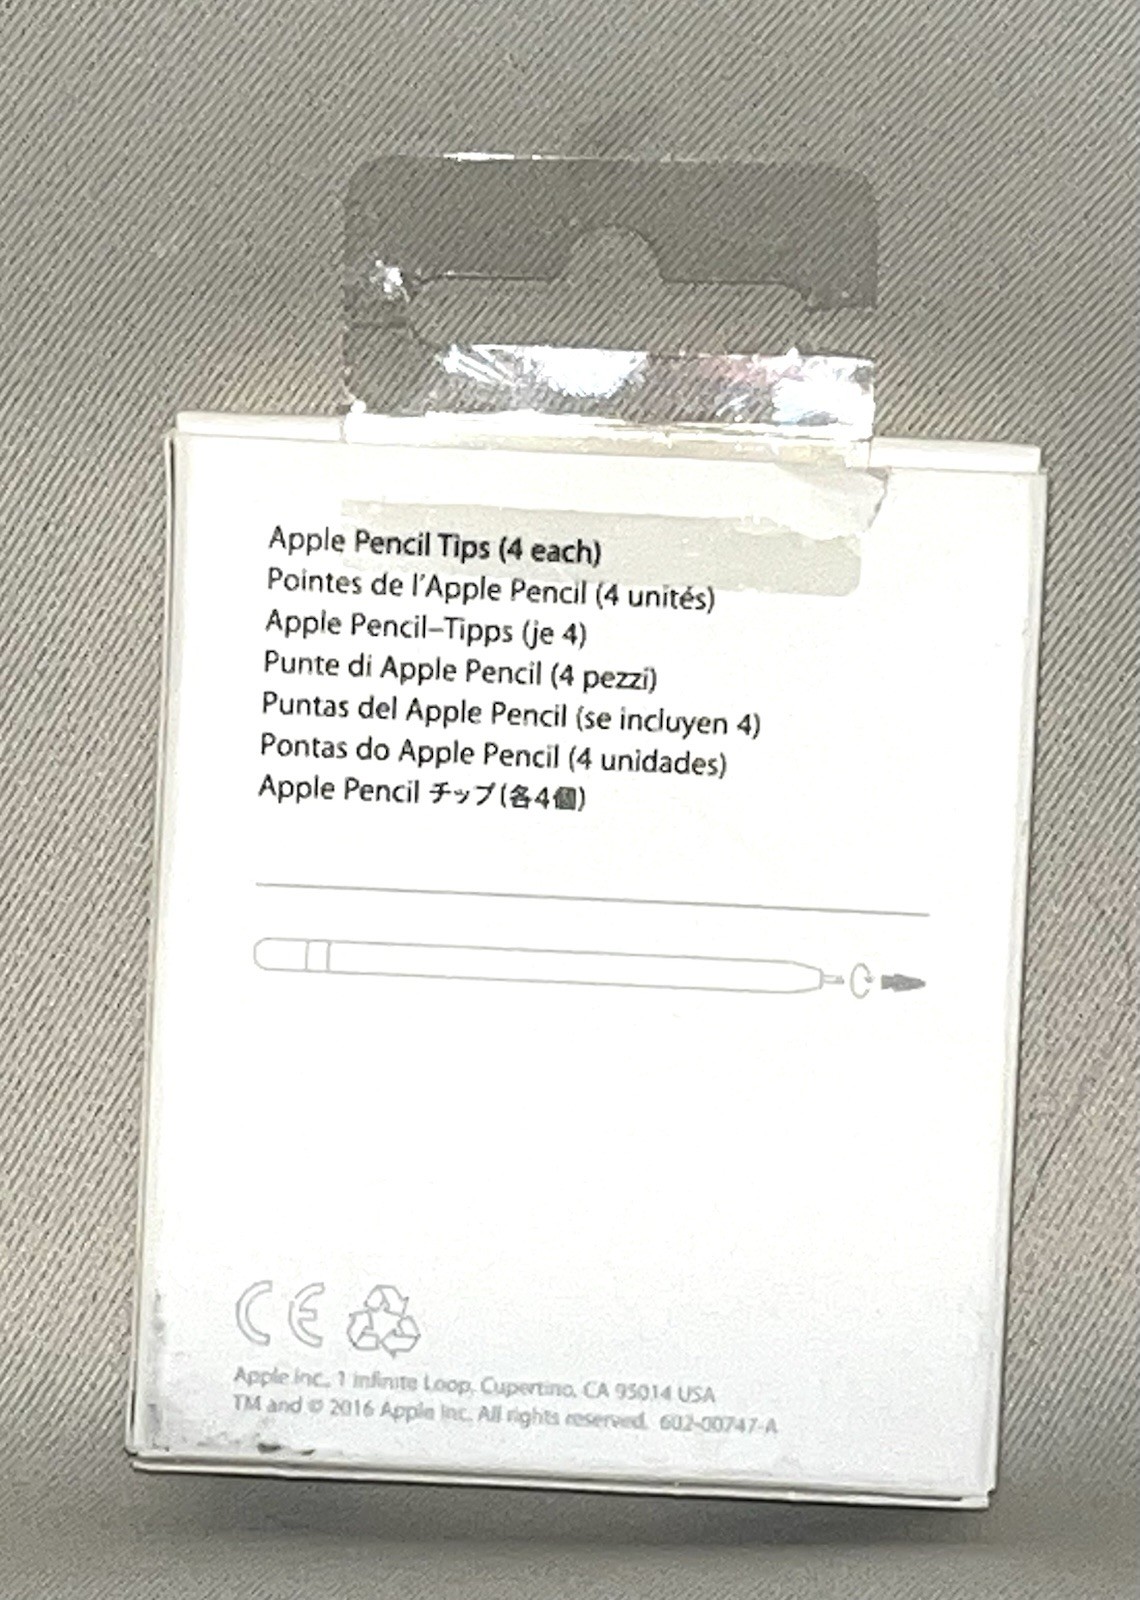 Apple Pencil Tips (4 each)
Pointes de l'Apple Pencil (4 unités)
Apple Pencil–Tipps (je 4)
Punte di Apple Pencil (4 pezzi)
Puntas del Apple Pencil (se incluyen 4)
Pontas do Apple Pencil (4 unidades)
Apple Pencil チップ(各4個)
CE
Apple Inc., 1 Infinite Loop, Cupertino, CA 95014 USA
TM and © 2016 Apple Inc. All rights reserved. 602-00747-A